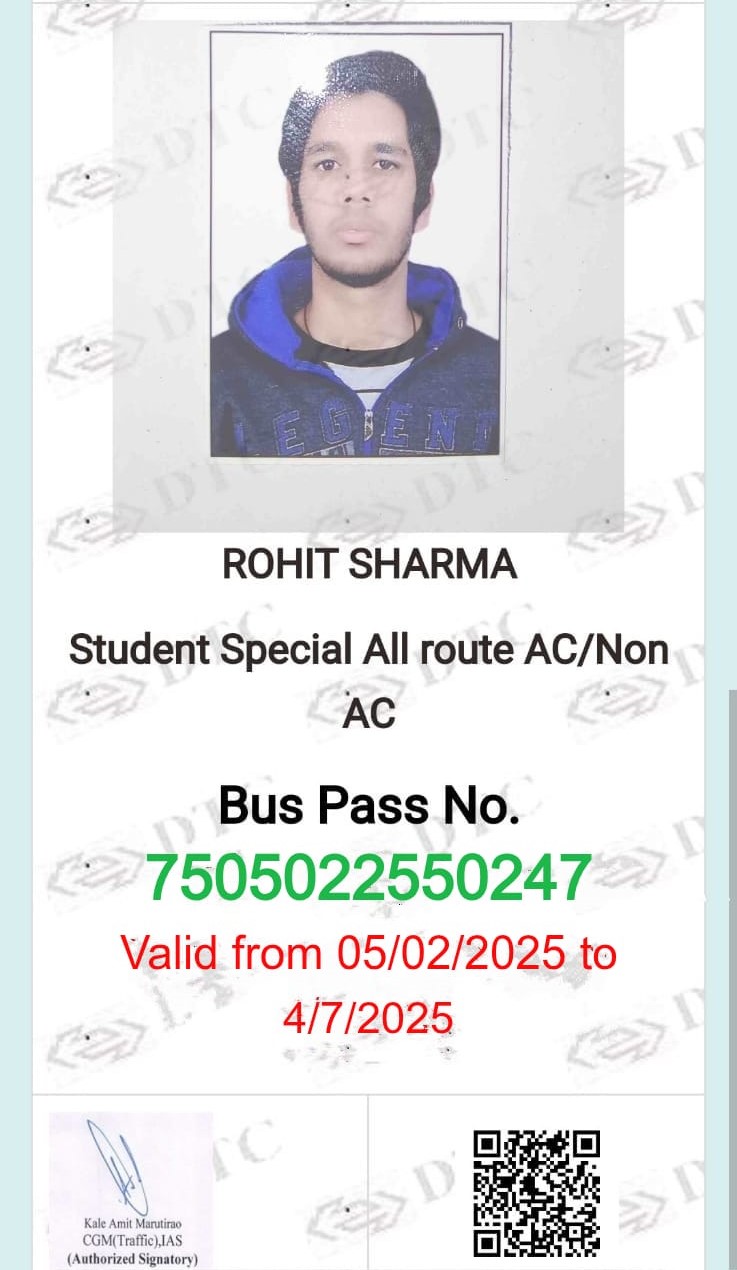 LEGEND
ROHIT SHARMA
Student Special All route AC/Non
AC
Bus Pass No.
7505022550247
Valid from 05/02/2025 to
4/7/2025
DTC
Kale Amit Marutirao
CGM(Traffic),IAS
(Authorized Signatory)